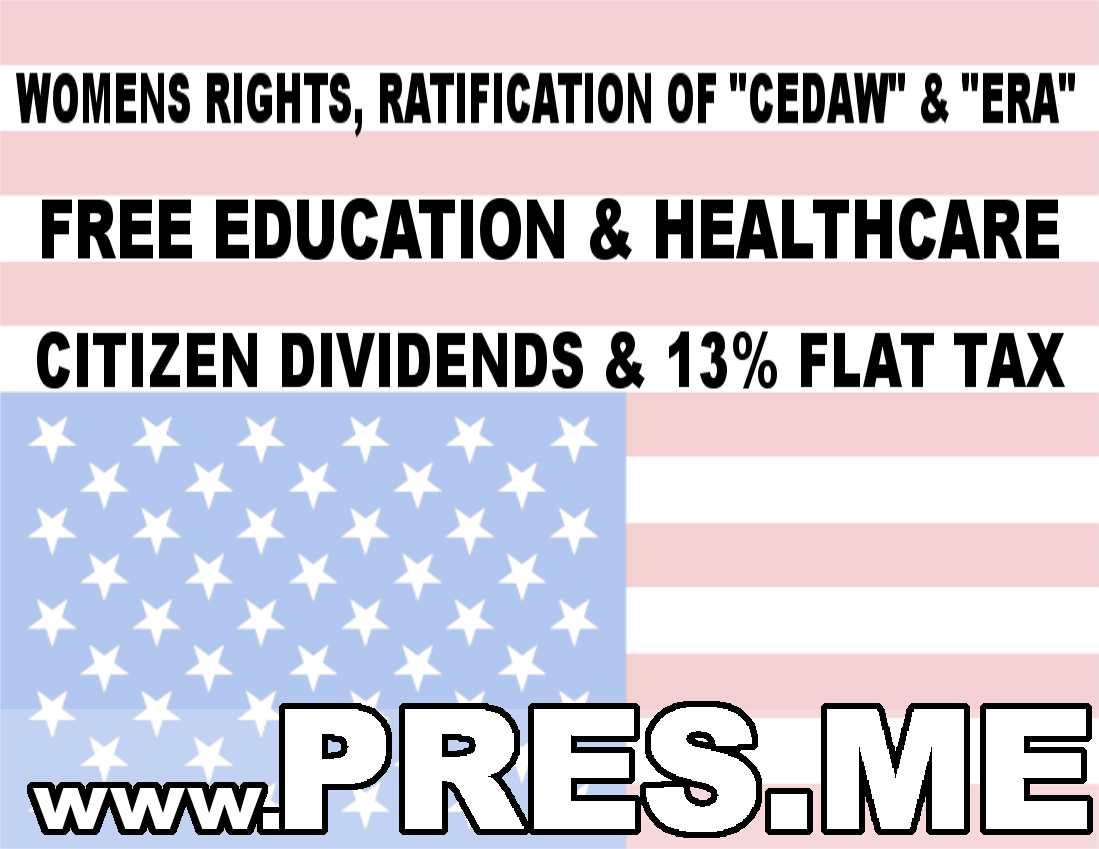 WOMENS RIGHTS, RATIFICATION OF "CEDAW" & "ERA"
FREE EDUCATION & HEALTHCARE
CITIZEN DIVIDENDS & 13% FLAT TAX
www.PRES.ME